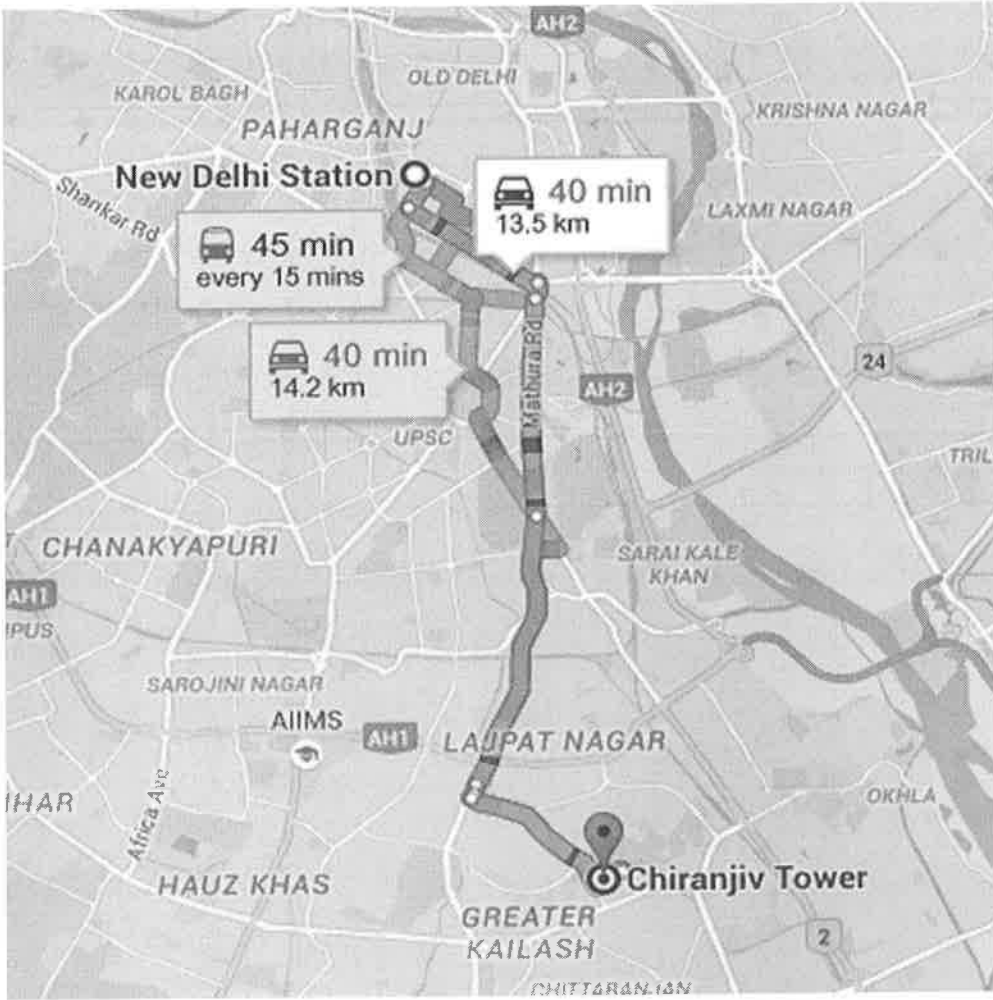 AH2
OLD DELHI
KAROL BAGH
KRISHNA NAGAR
PAHARGANJ
New Delhi Station
40 min
13.5 km
Shankar Rd
LAXMI NAGAR
45 min
every 15 mins
40 min
14.2 km
Mathura Rd
24
AH2
UPSC
TRIL
CHANAKYAPURI
SARAI KALE
KHAN
AH1
IPUS
SAROJINI NAGAR
AIIMS
AH1
LAJPAT NAGAR
IHAR
Africa Ave
OKHLA
HAUZ KHAS
Chiranjiv Tower
GREATER
KAILASH
2
CHITTARANJAN